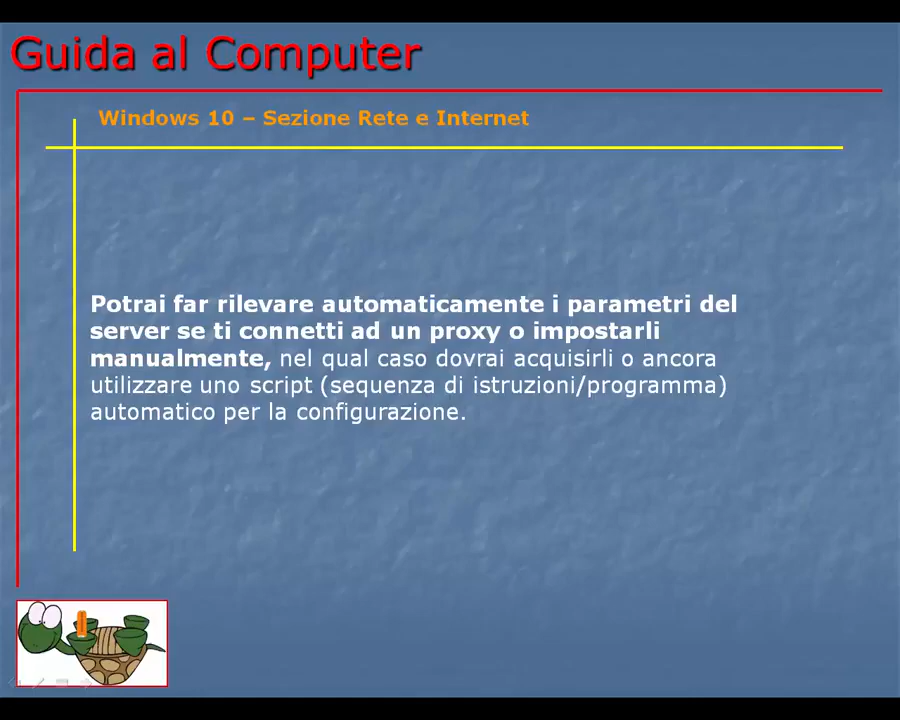 Guida al Computer
Windows 10 – Sezione Rete e Internet
Potrai far rilevare automaticamente i parametri del
server se ti connetti ad un proxy o impostarli
manualmente, nel qual caso dovrai acquisirli o ancora
utilizzare uno script (sequenza di istruzioni/programma)
automatico per la configurazione.